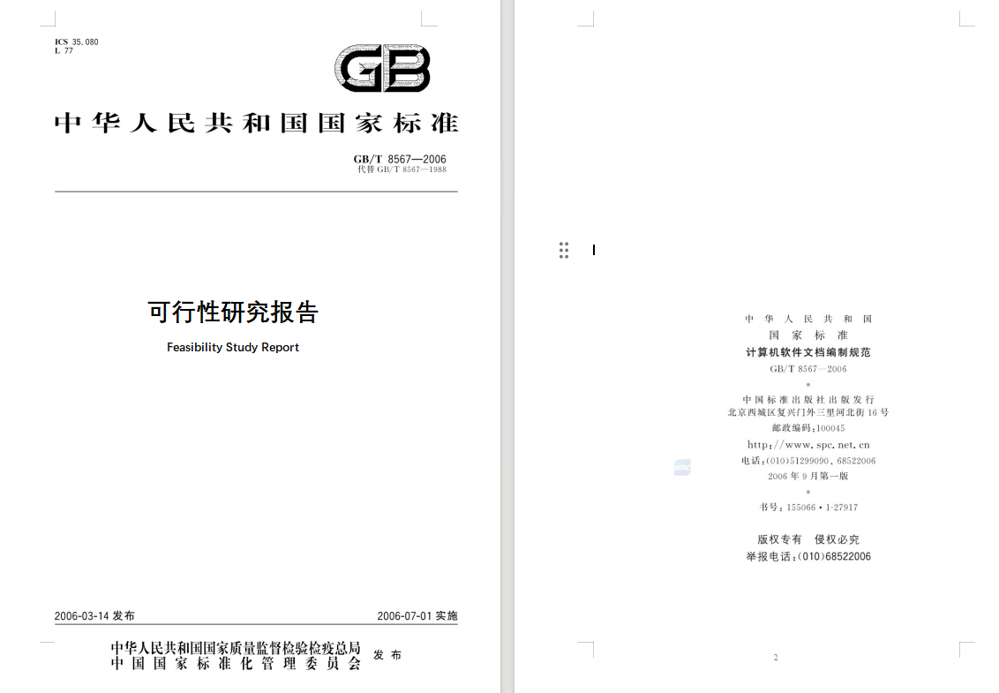 ICS 35.080
L 77
GB
中华人民共和国国家标准
GB/T 8567—2006
代替 GB/T 8567—1988
可行性研究报告
Feasibility Study Report
2006-03-14 发布
2006-07-01 实施
中华人民共和国国家质量监督检验检疫总局
中国国家标准化管理委员会
发布
中华人民共和国
国家标准
计算机软件文档编制规范
GB/T 8567—2006
*
中国标准出版社出版发行
北京西城区复兴门外三里河北街 16 号
邮政编码:100045
http://www.spc.net.cn
电话:(010)51299090、68522006
2006 年 9 月第一版
*
书号:155066·1-27917
版权专有 侵权必究
举报电话:(010)68522006
2